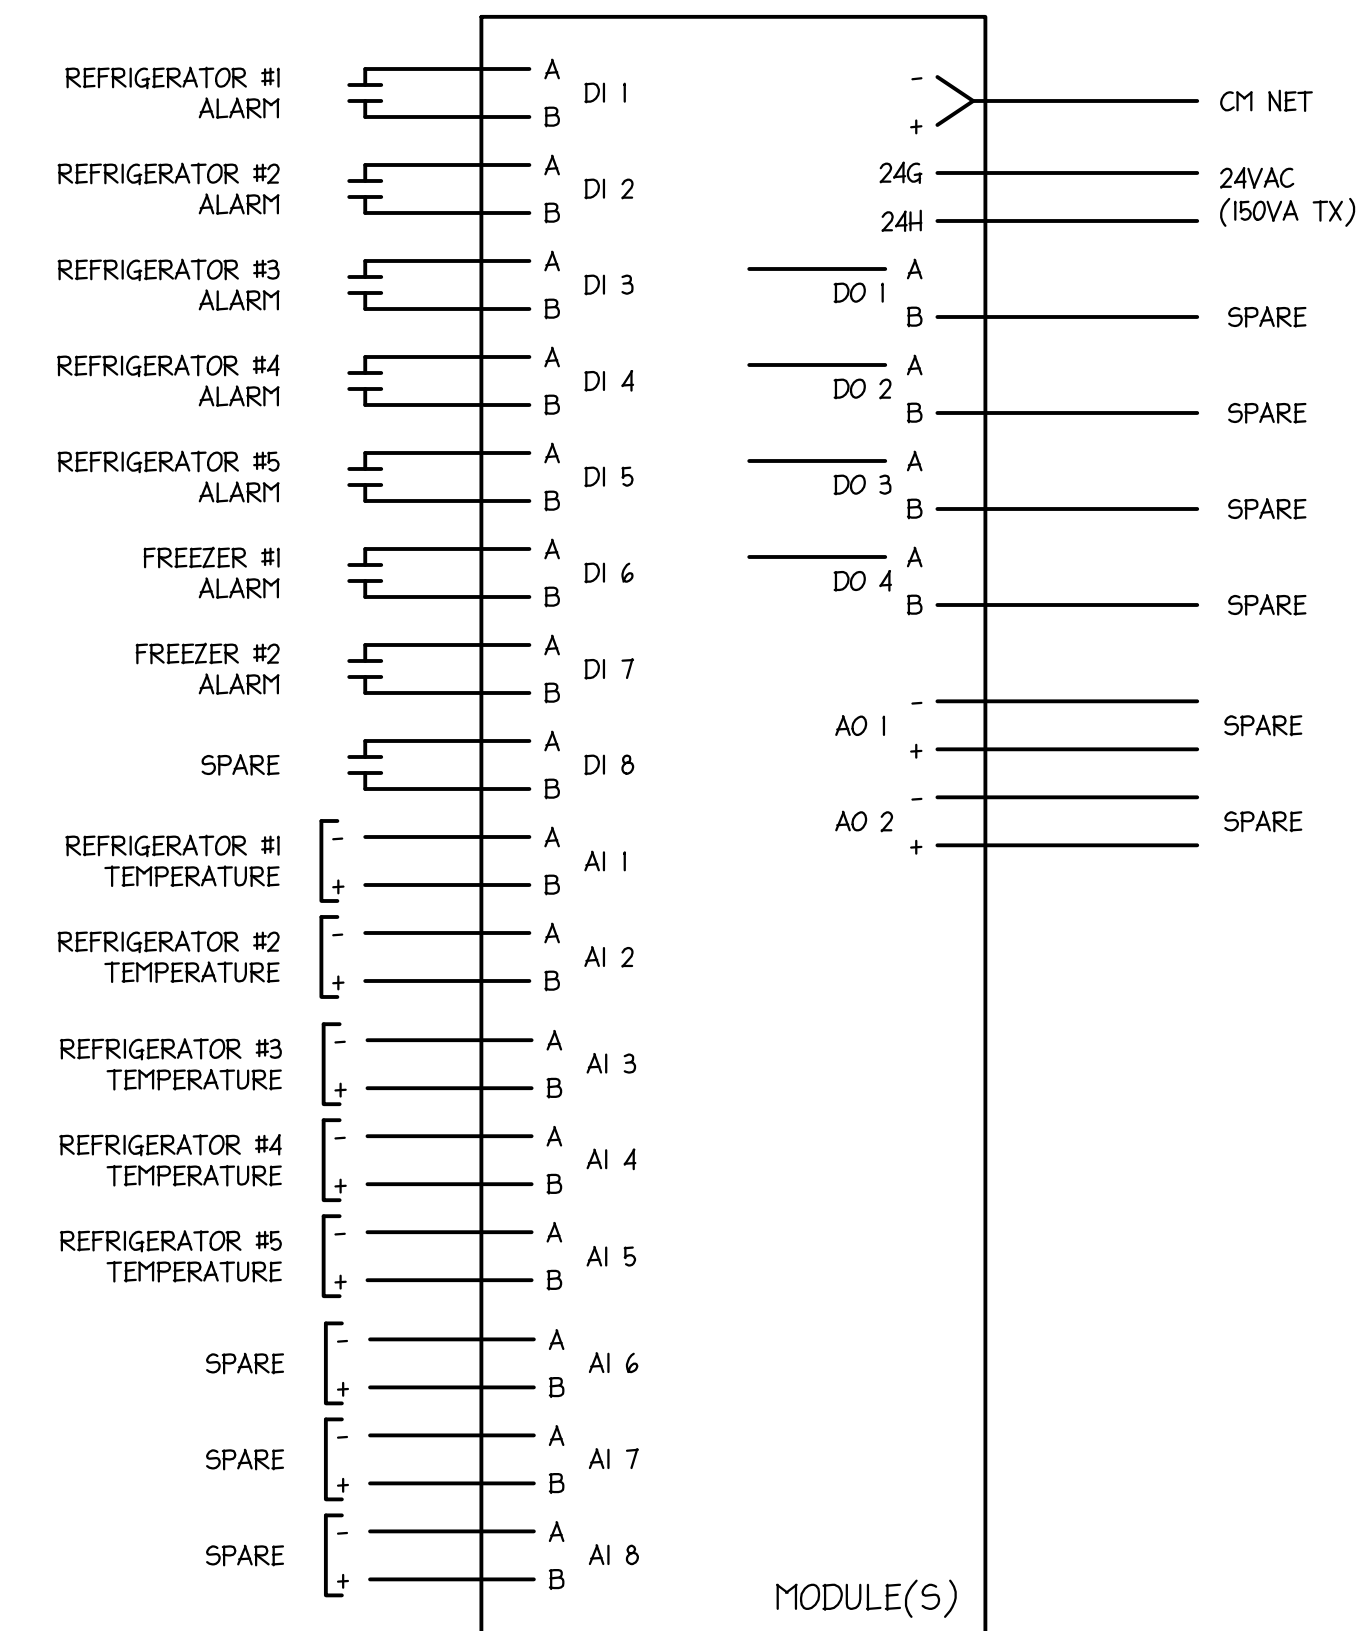 REFRIGERATOR #1
ALARM
A
B
DI 1
REFRIGERATOR #2
ALARM
A
B
DI 2
REFRIGERATOR #3
ALARM
A
B
DI 3
REFRIGERATOR #4
ALARM
A
B
DI 4
REFRIGERATOR #5
ALARM
A
B
DI 5
FREEZER #1
ALARM
A
B
DI 6
FREEZER #2
ALARM
A
B
DI 7
SPARE
A
B
DI 8
REFRIGERATOR #1
TEMPERATURE
-
+
A
B
AI 1
REFRIGERATOR #2
TEMPERATURE
-
+
A
B
AI 2
REFRIGERATOR #3
TEMPERATURE
-
+
A
B
AI 3
REFRIGERATOR #4
TEMPERATURE
-
+
A
B
AI 4
REFRIGERATOR #5
TEMPERATURE
-
+
A
B
AI 5
SPARE
-
+
A
B
AI 6
SPARE
-
+
A
B
AI 7
SPARE
-
+
A
B
AI 8
-
+
CM NET
24G
24H
24VAC
(150VA TX)
DO 1
A
B
SPARE
DO 2
A
B
SPARE
DO 3
A
B
SPARE
DO 4
A
B
SPARE
AO 1
-
+
SPARE
AO 2
-
+
SPARE
MODULE(S)